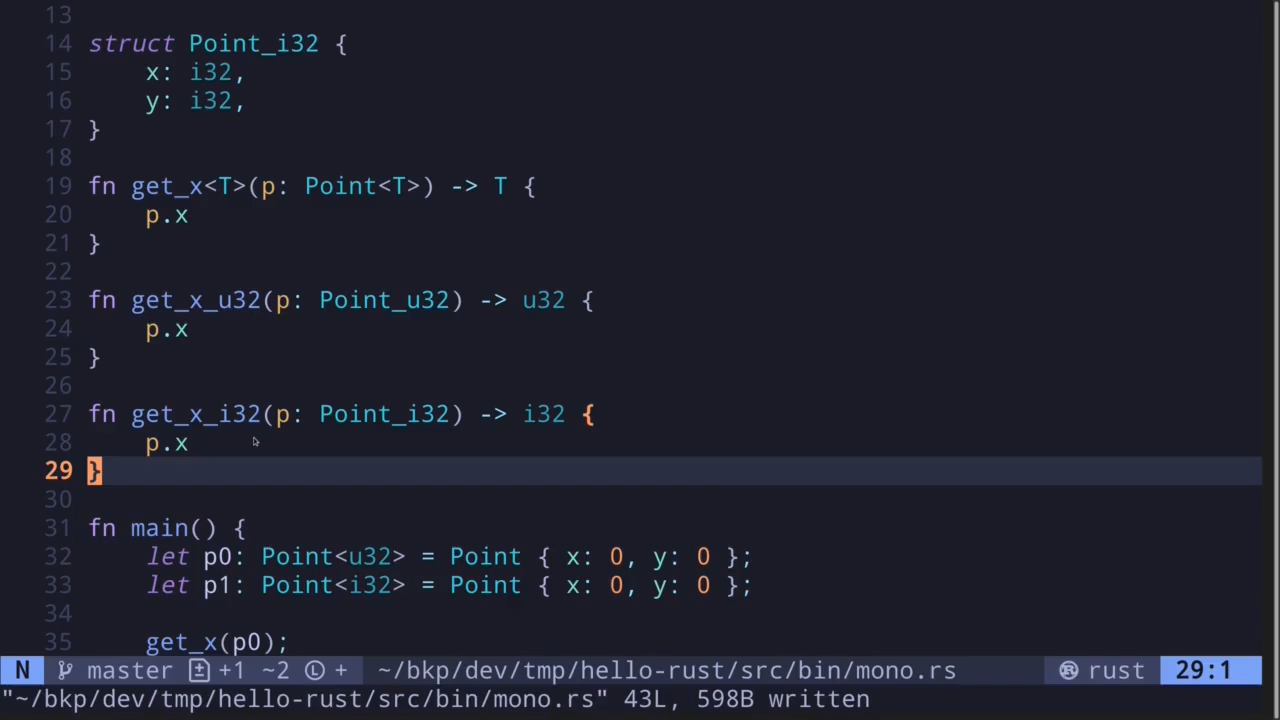 13
14 struct Point_i32 {
15     x: i32,
16     y: i32,
17 }
18
19 fn get_x<T>(p: Point<T>) -> T {
20     p.x
21 }
22
23 fn get_x_u32(p: Point_u32) -> u32 {
24     p.x
25 }
26
27 fn get_x_i32(p: Point_i32) -> i32 {
28     p.x
29 }
30
31 fn main() {
32     let p0: Point<u32> = Point { x: 0, y: 0 };
33     let p1: Point<i32> = Point { x: 0, y: 0 };
34
35     get_x(p0);
N master +1 ~2 Ⓛ + ~/bkp/dev/tmp/hello-rust/src/bin/mono.rs rust 29:1
"~/bkp/dev/tmp/hello-rust/src/bin/mono.rs" 43L, 598B written